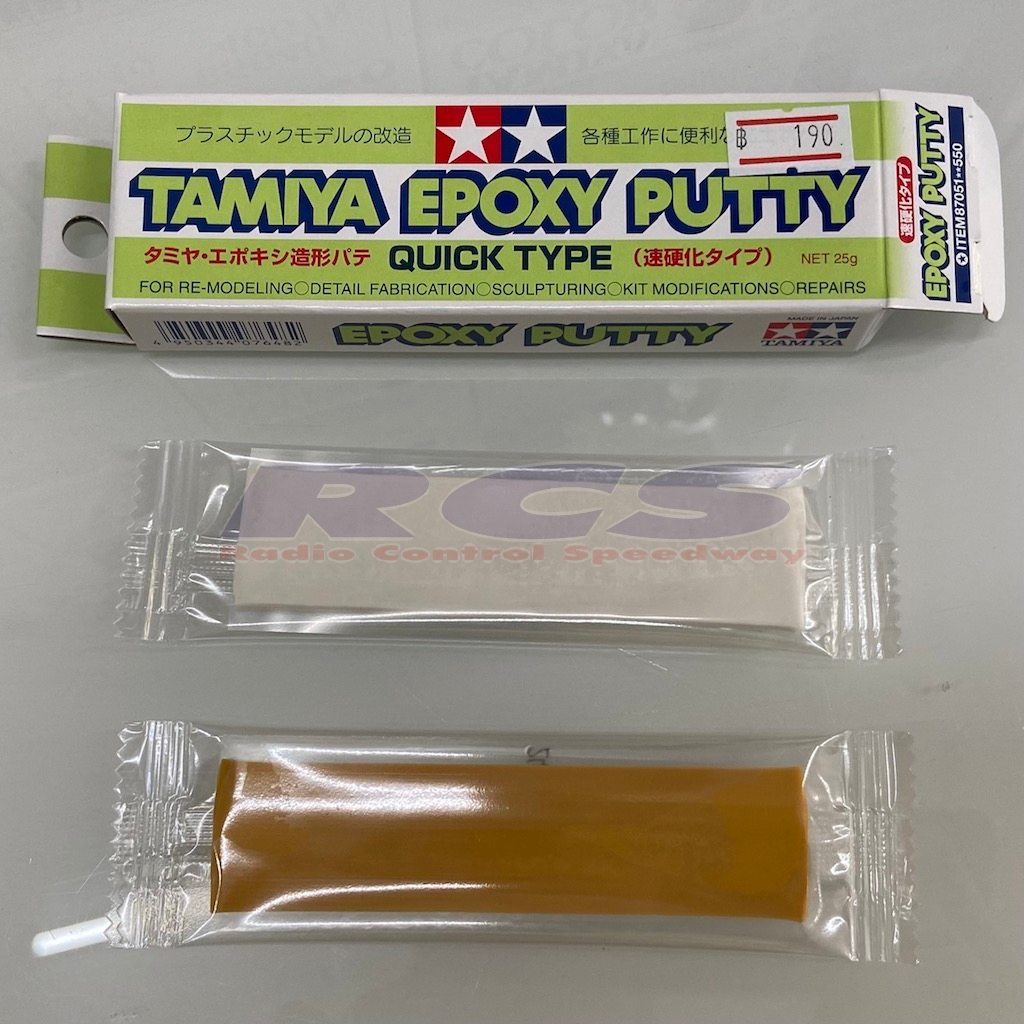 プラスチックモデルの改造
各種工作に便利な
฿ 190.
TAMIYA EPOXY PUTTY
タミヤ・エポキシ造形パテ QUICK TYPE (速硬化タイプ) NET 25g
FOR RE-MODELING○DETAIL FABRICATION○SCULPTURING○KIT MODIFICATIONS○REPAIRS
速硬化タイプ
EPOXY PUTTY
✪ ITEM87051**550
4 950344 076482
EPOXY PUTTY
MADE IN JAPAN
TAMIYA
RCS
Radio Control Speedway